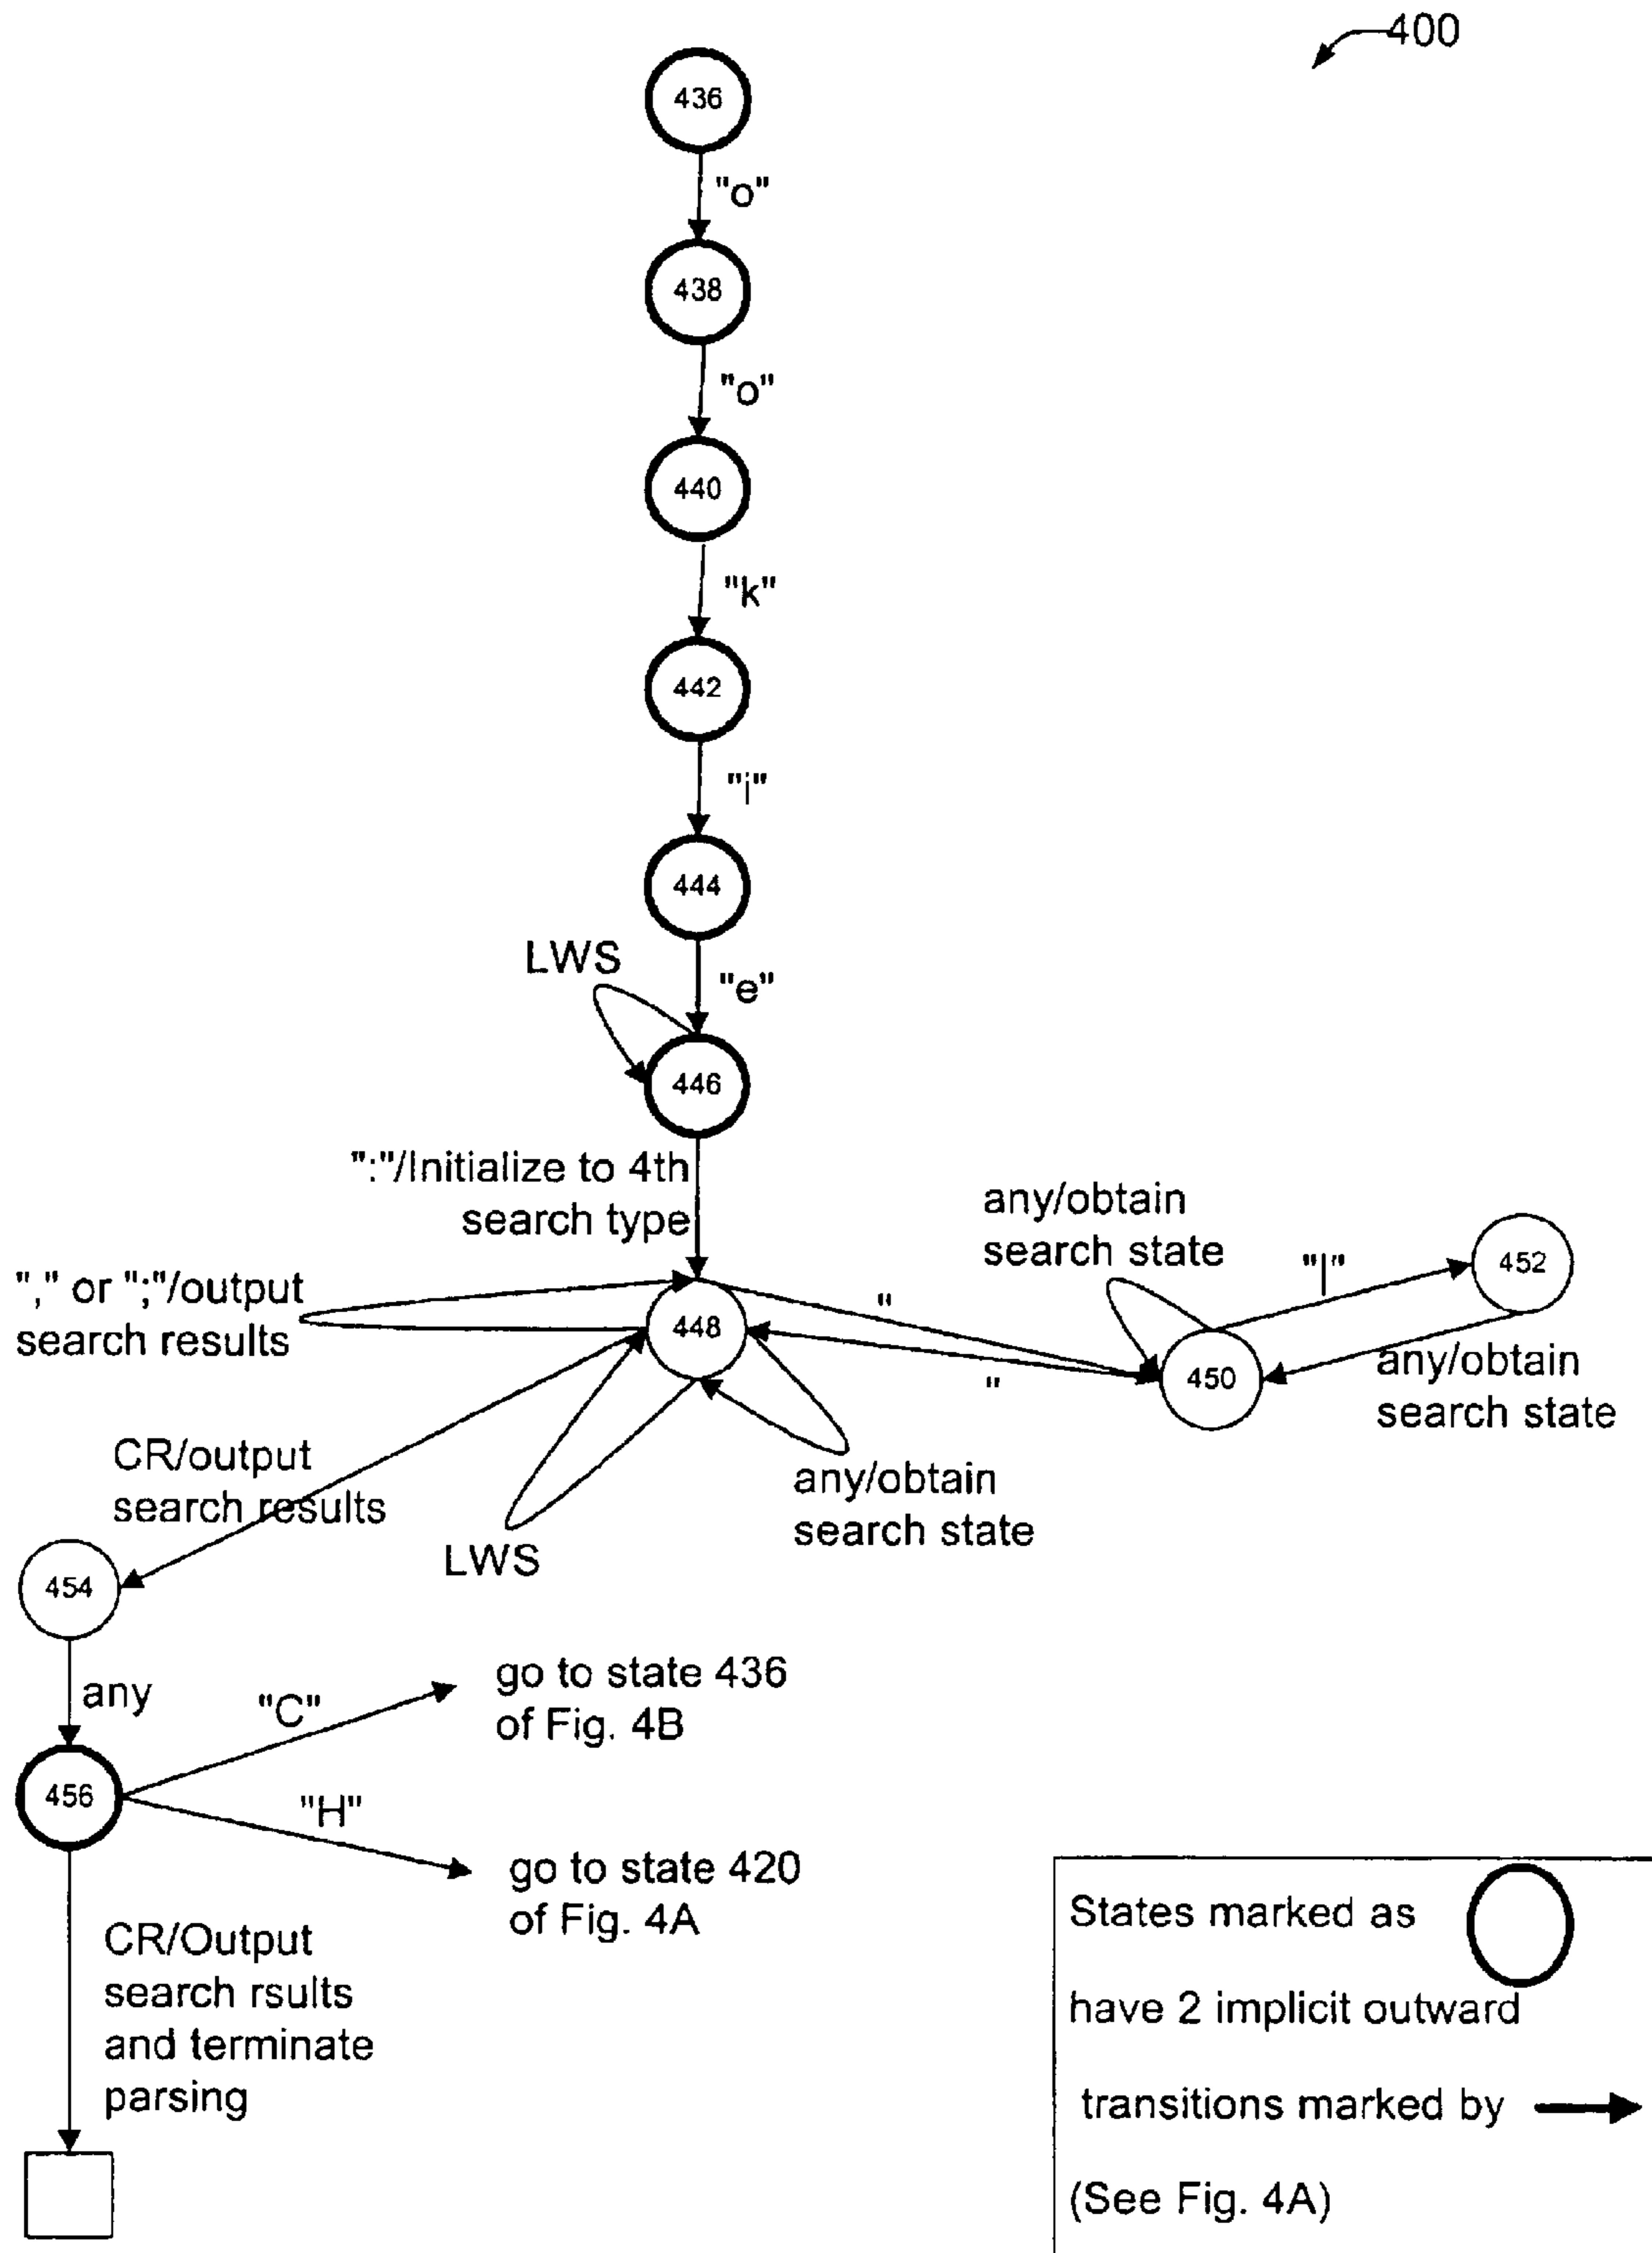 400
436
"o"
438
"o"
440
"k"
442
"i"
444
LWS
"e"
446
":"/Initialize to 4th
search type
any/obtain
search state
"|"
452
"," or ";"/output
search results
"
448
any/obtain
search state
"
450
CR/output
search results
any/obtain
search state
LWS
454
any
"C"
go to state 436
of Fig. 4B
456
"H"
go to state 420
of Fig. 4A
CR/Output
search rsults
and terminate
parsing
States marked as
have 2 implicit outward
transitions marked by
(See Fig. 4A)